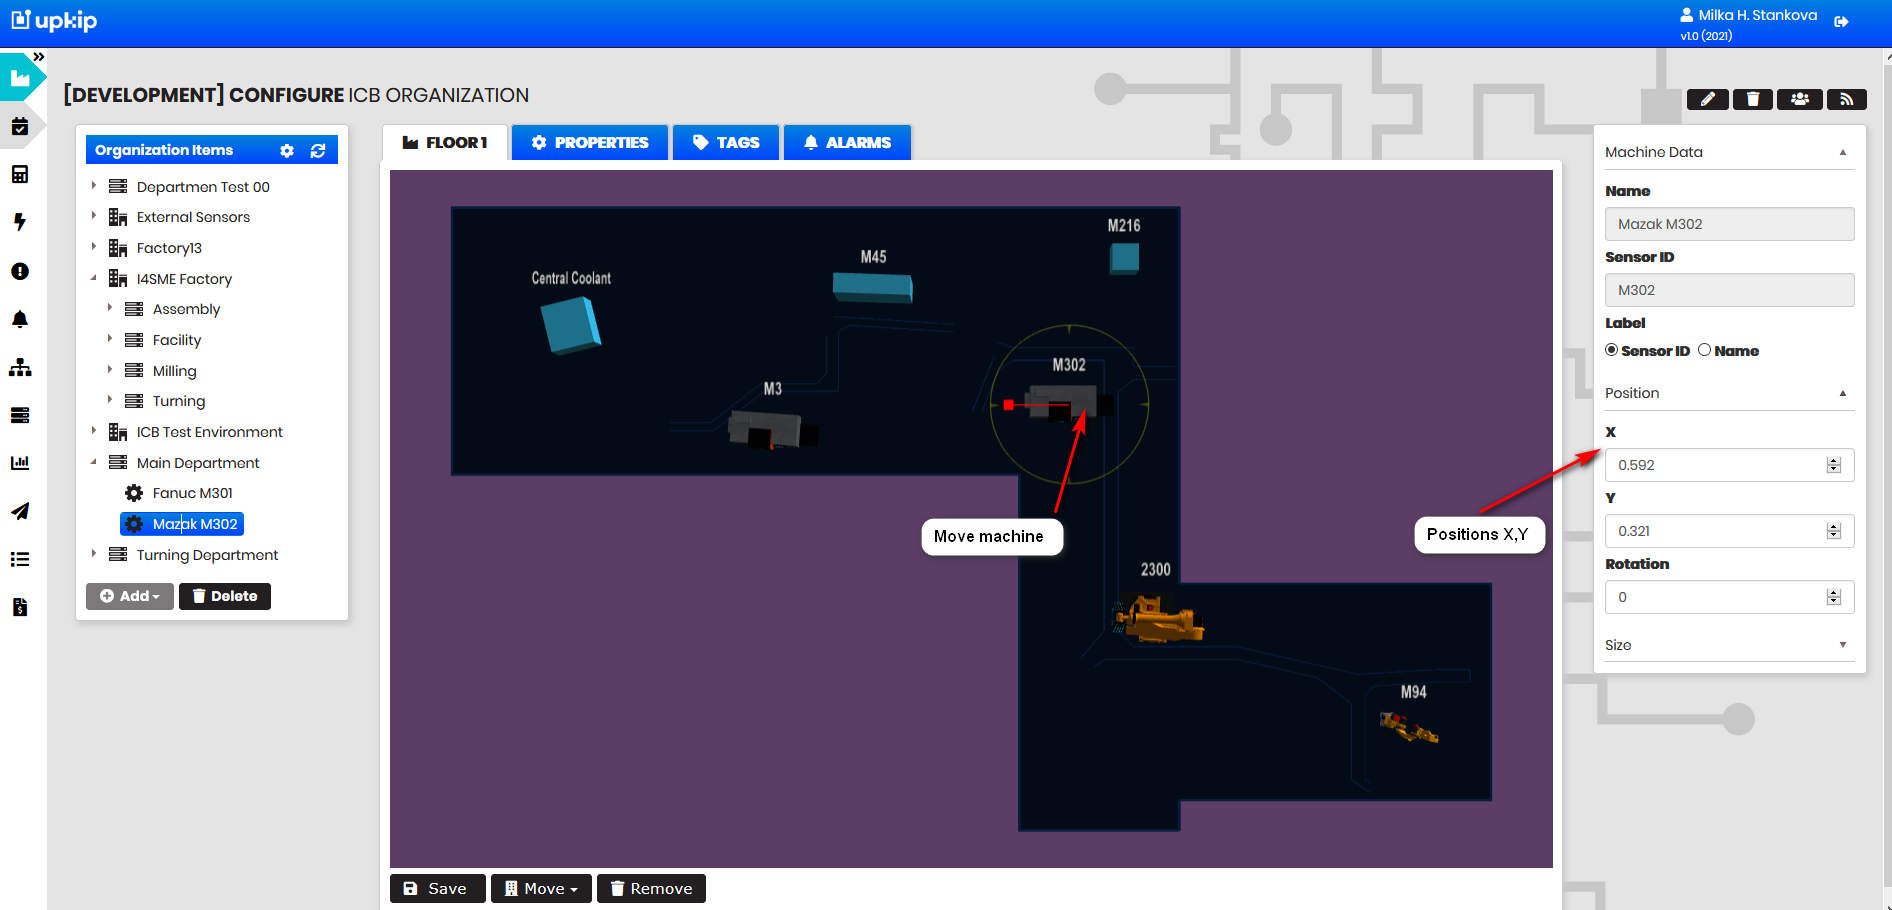 upkip
Milka H. Stankova
v1.0 (2021)
[DEVELOPMENT] CONFIGURE ICB ORGANIZATION
Organization Items
Departmen Test 00
External Sensors
Factory13
I4SME Factory
Assembly
Facility
Milling
Turning
ICB Test Environment
Main Department
Fanuc M301
Mazak M302
Turning Department
Add
Delete
FLOOR 1
PROPERTIES
TAGS
ALARMS
M216
M45
Central Coolant
M302
M3
Move machine
2300
M94
Save
Move
Remove
Machine Data
Name
Mazak M302
Sensor ID
M302
Label
Sensor ID Name
Position
X
0.592
Positions X,Y
Y
0.321
Rotation
0
Size